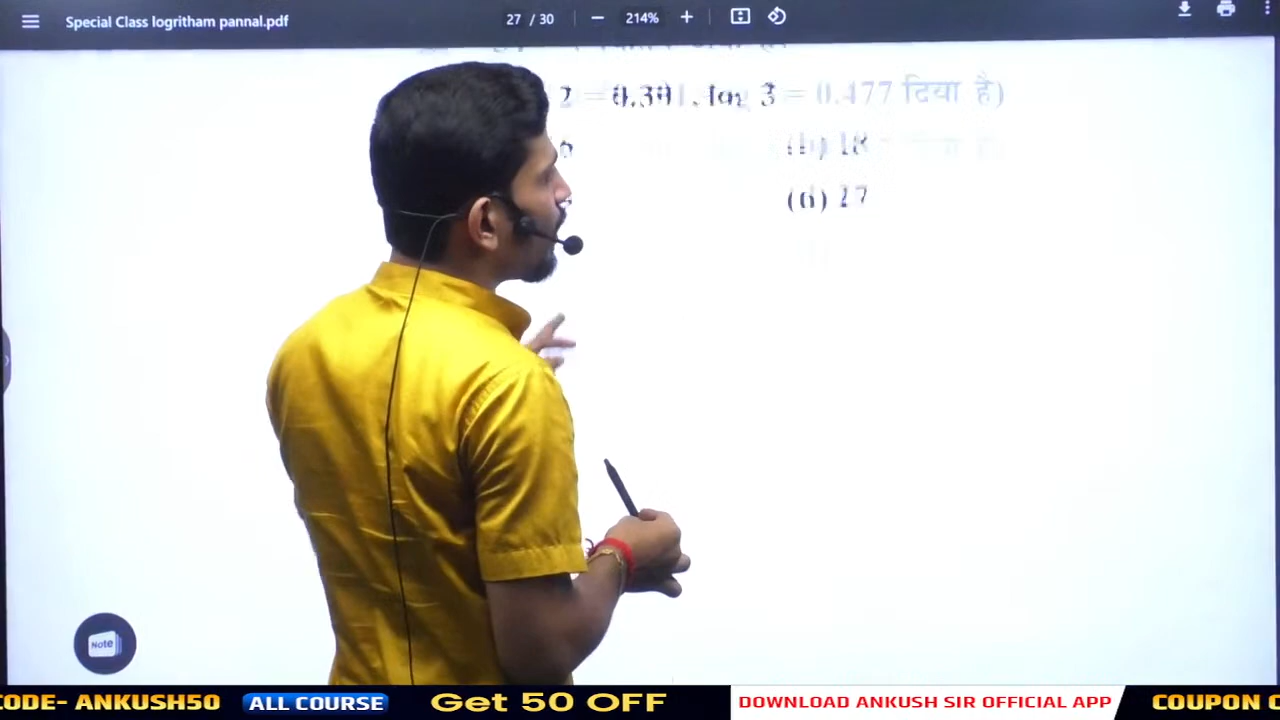 Special Class logritham pannal.pdf
27 / 30
214%
2 = 0.301, log 3 = 0.477 दिया है)
6
(b) 18
(d) 27
Note
CODE- ANKUSH50
ALL COURSE
Get 50 OFF
DOWNLOAD ANKUSH SIR OFFICIAL APP
COUPON